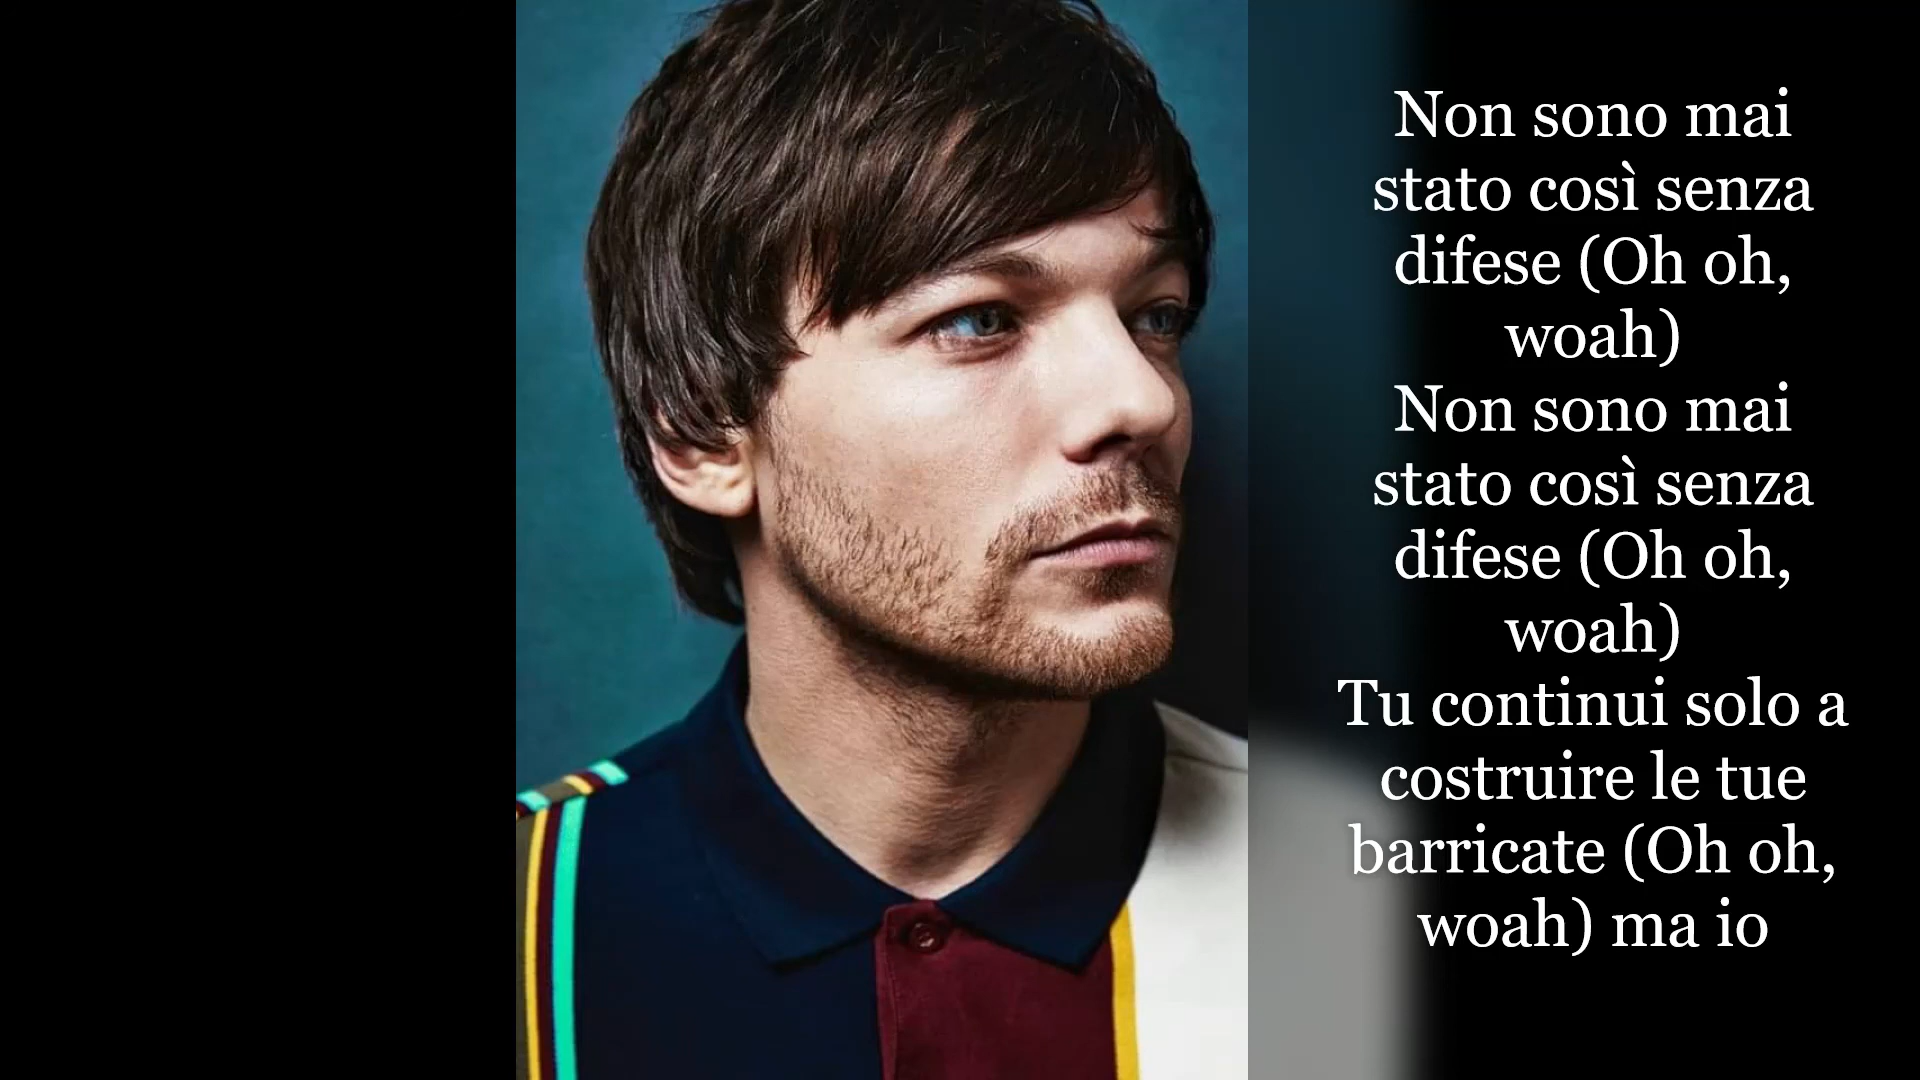 Non sono mai
stato così senza
difese (Oh oh,
woah)
Non sono mai
stato così senza
difese (Oh oh,
woah)
Tu continui solo a
costruire le tue
barricate (Oh oh,
woah) ma io